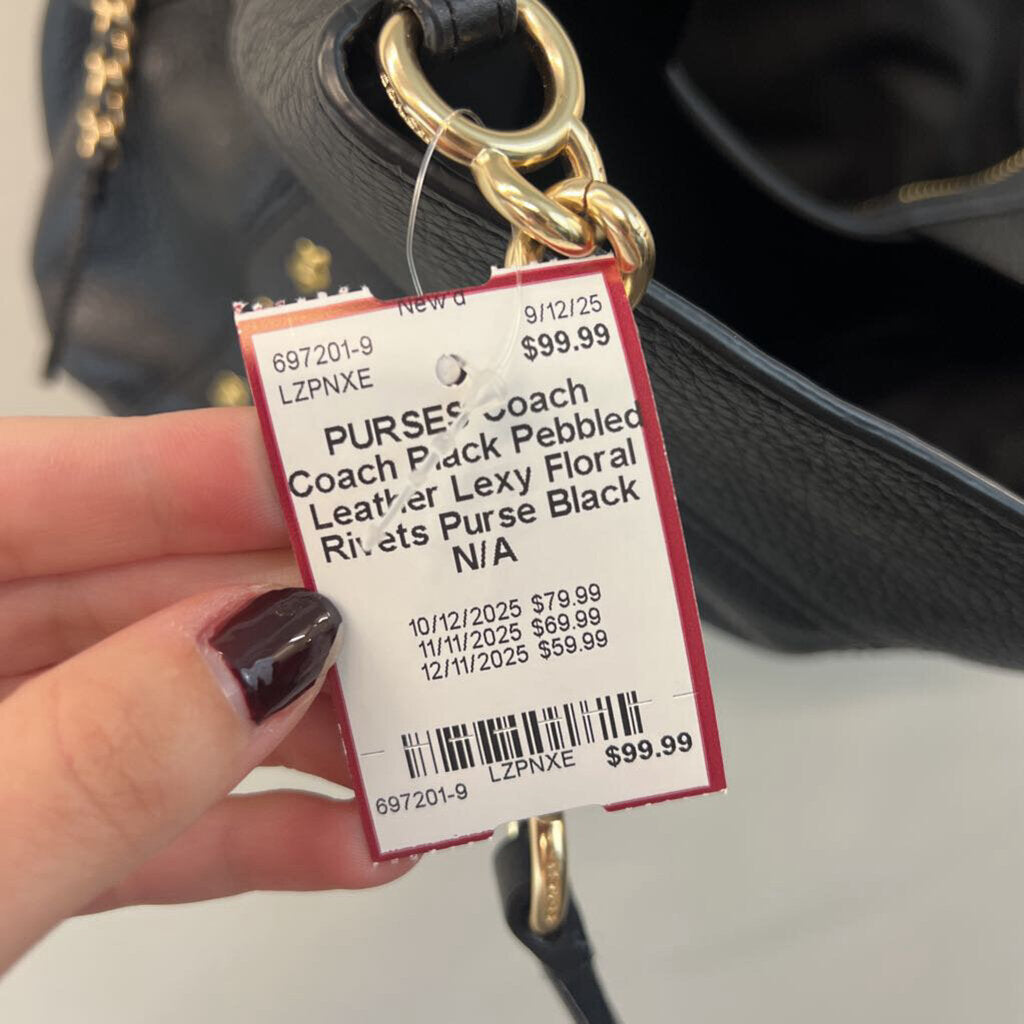 New
9/12/25
697201-9
$99.99
LZPNXE
PURSES Coach
Coach Black Pebbled
Leather Lexy Floral
Rivets Purse Black
N/A
10/12/2025 $79.99
11/11/2025 $69.99
12/11/2025 $59.99
LZPNXE
$99.99
697201-9